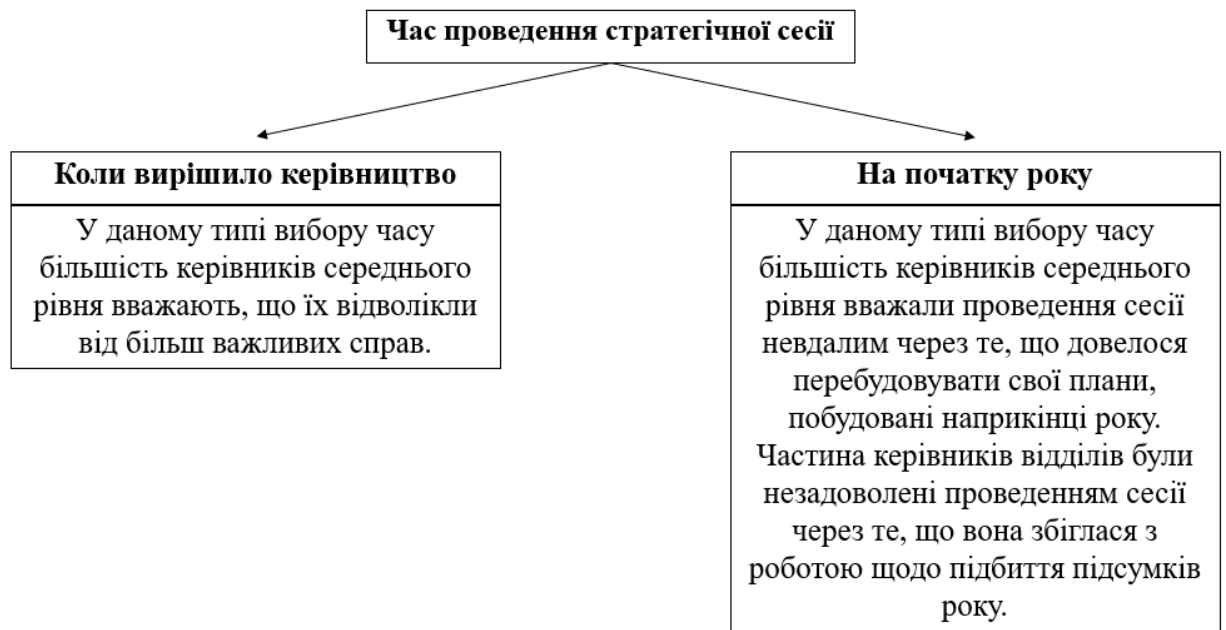 Час проведення стратегічної сесії
Коли вирішило керівництво
У даному типі вибору часу
більшість керівників середнього
рівня вважають, що їх відволікли
від більш важливих справ.
На початку року
У даному типі вибору часу
більшість керівників середнього
рівня вважали проведення сесії
невдалим через те, що довелося
перебудовувати свої плани,
побудовані наприкінці року.
Частина керівників відділів були
незадоволені проведенням сесії
через те, що вона збіглася з
роботою щодо підбиття підсумків
року.